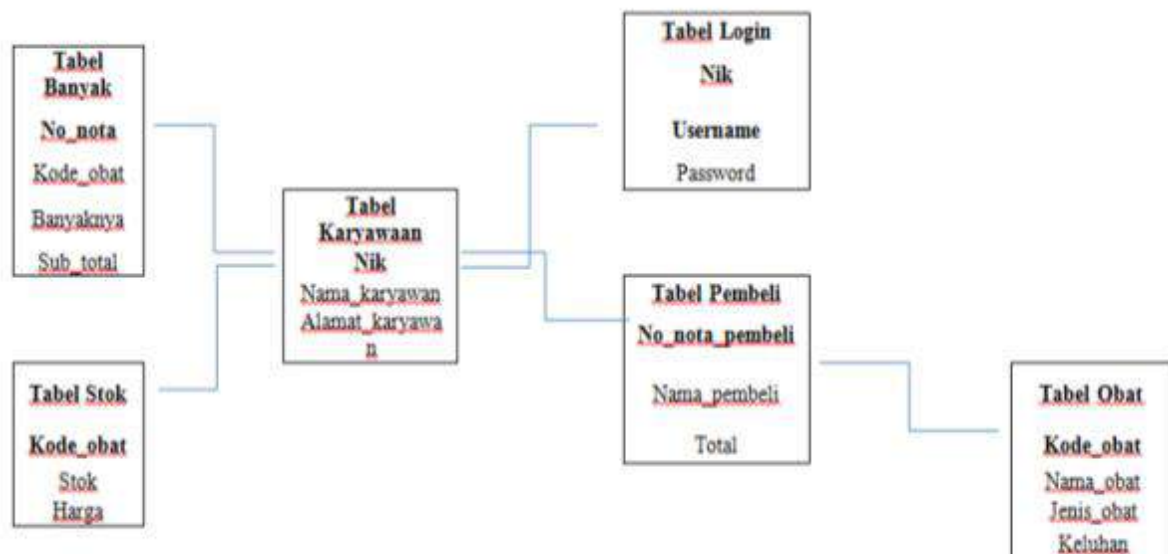 Tabel
Banyak
No_nota
Kode_obat
Banyaknya
Sub_total
Tabel Stok
Kode_obat
Stok
Harga
Tabel
Karyawaan
Nik
Nama_karyawan
Alamat_karyawa
n
Tabel Login
Nik
Username
Password
Tabel Pembeli
No_nota_pembeli
Nama_pembeli
Total
Tabel Obat
Kode_obat
Nama_obat
Jenis_obat
Keluhan